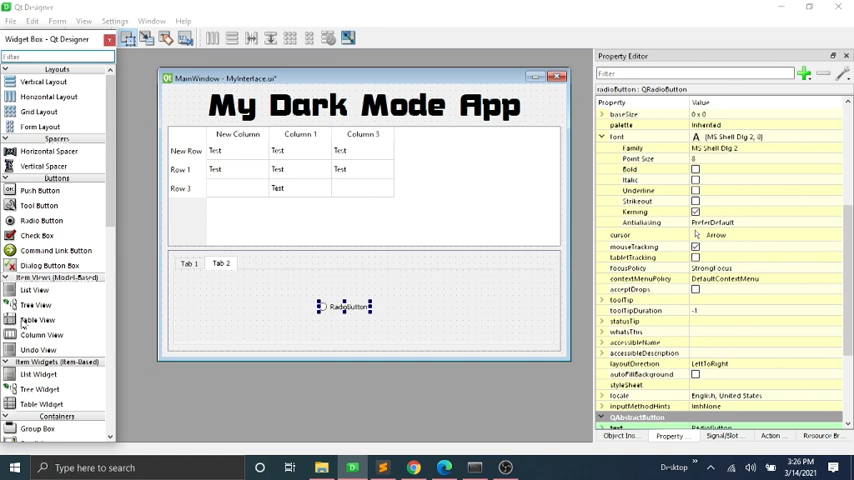 Qt Designer
File Edit Form View Settings Window Help
Widget Box - Qt Designer
Filter
Layouts
Vertical Layout
Horizontal Layout
Grid Layout
Form Layout
Spacers
Horizontal Spacer
Vertical Spacer
Buttons
OK
Push Button
Tool Button
Radio Button
Check Box
Command Link Button
Dialog Button Box
Item Views (Model-Based)
List View
Tree View
Table View
Column View
Undo View
Item Widgets (Item-Based)
List Widget
Tree Widget
Table Widget
Containers
Group Box
MainWindow - MyInterface.ui*
My Dark Mode App
New Column Column 1 Column 3
New Row Test Test Test
Row 1 Test Test Test
Row 3 Test
Tab 1 Tab 2
RadioButton
Property Editor
Filter
radioButton : QRadioButton
Property Value
baseSize 0 x 0
palette Inherited
font A [MS Shell Dlg 2, 8]
Family MS Shell Dlg 2
Point Size 8
Bold
Italic
Underline
Strikeout
Kerning
Antialiasing PreferDefault
cursor Arrow
mouseTracking
tabletTracking
focusPolicy StrongFocus
contextMenuPolicy DefaultContextMenu
acceptDrops
toolTip
toolTipDuration -1
statusTip
whatsThis
accessibleName
accessibleDescription
layoutDirection LeftToRight
autoFillBackground
styleSheet
locale English, United States
inputMethodHints ImhNone
QAbstractButton
text RadioButton
Object Ins... Property ... Signal/Slot ... Action ... Resource Br...
Type here to search
Desktop
3:26 PM
3/14/2021